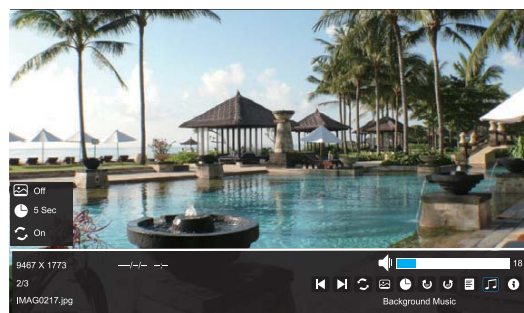 Off
5 Sec
On
9467 X 1773
--/--/-- --:--
18
2/3
IMAG0217.jpg
Background Music